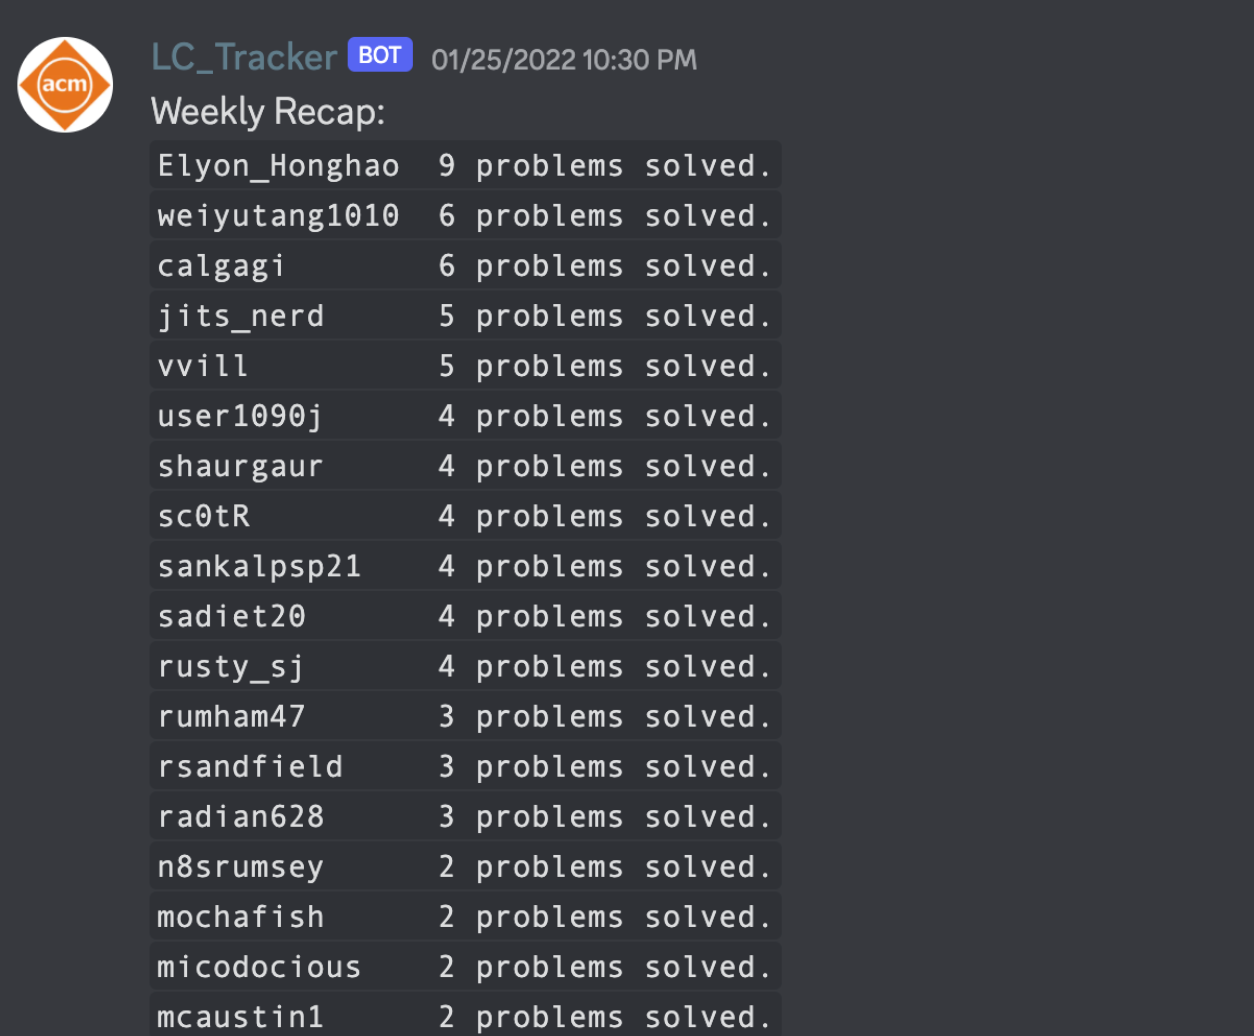 LC_Tracker BOT 01/25/2022 10:30 PM
acm
Weekly Recap:
Elyon_Honghao 9 problems solved.
weiyutang1010 6 problems solved.
calgagi 6 problems solved.
jits_nerd 5 problems solved.
vvill 5 problems solved.
user1090j 4 problems solved.
shaurgaur 4 problems solved.
sc0tR 4 problems solved.
sankalpsp21 4 problems solved.
sadiet20 4 problems solved.
rusty_sj 4 problems solved.
rumham47 3 problems solved.
rsandfield 3 problems solved.
radian628 3 problems solved.
n8srumsey 2 problems solved.
mochafish 2 problems solved.
micodocious 2 problems solved.
mcaustin1 2 problems solved.